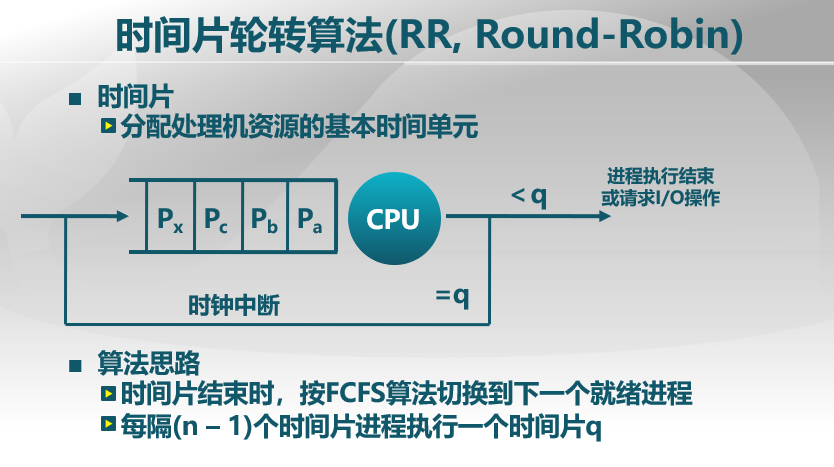 时间片轮转算法(RR, Round-Robin)
时间片
分配处理机资源的基本时间单元
进程执行结束
或请求I/O操作
< q
Px Pc Pb Pa
CPU
=q
时钟中断
算法思路
时间片结束时，按FCFS算法切换到下一个就绪进程
每隔(n – 1)个时间片进程执行一个时间片q